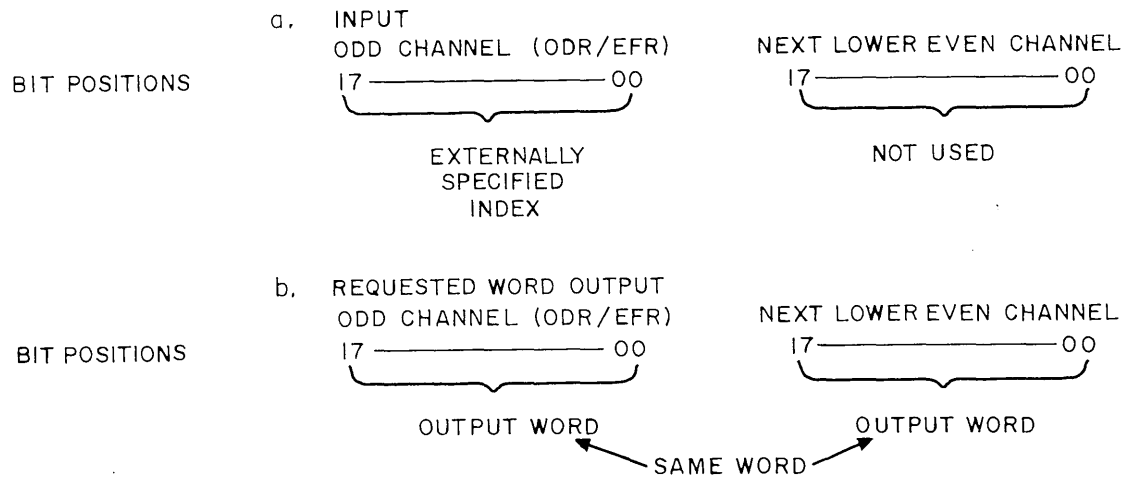 a. INPUT
ODD CHANNEL (ODR/EFR) NEXT LOWER EVEN CHANNEL
BIT POSITIONS 17 00 17 00
EXTERNALLY
SPECIFIED
INDEX
NOT USED
b. REQUESTED WORD OUTPUT
ODD CHANNEL (ODR/EFR) NEXT LOWER EVEN CHANNEL
BIT POSITIONS 17 00 17 00
OUTPUT WORD OUTPUT WORD
SAME WORD